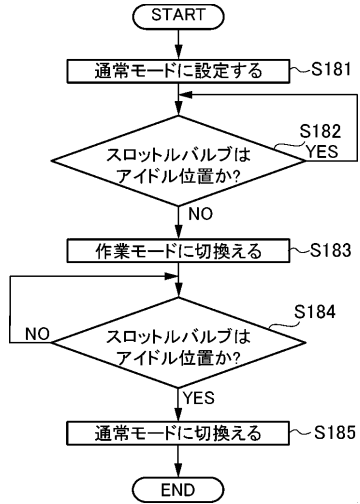 START
通常モードに設定する
S181
S182
スロットルバルブは
アイドル位置か?
YES
NO
作業モードに切換える
S183
S184
スロットルバルブは
アイドル位置か?
NO
YES
通常モードに切換える
S185
END